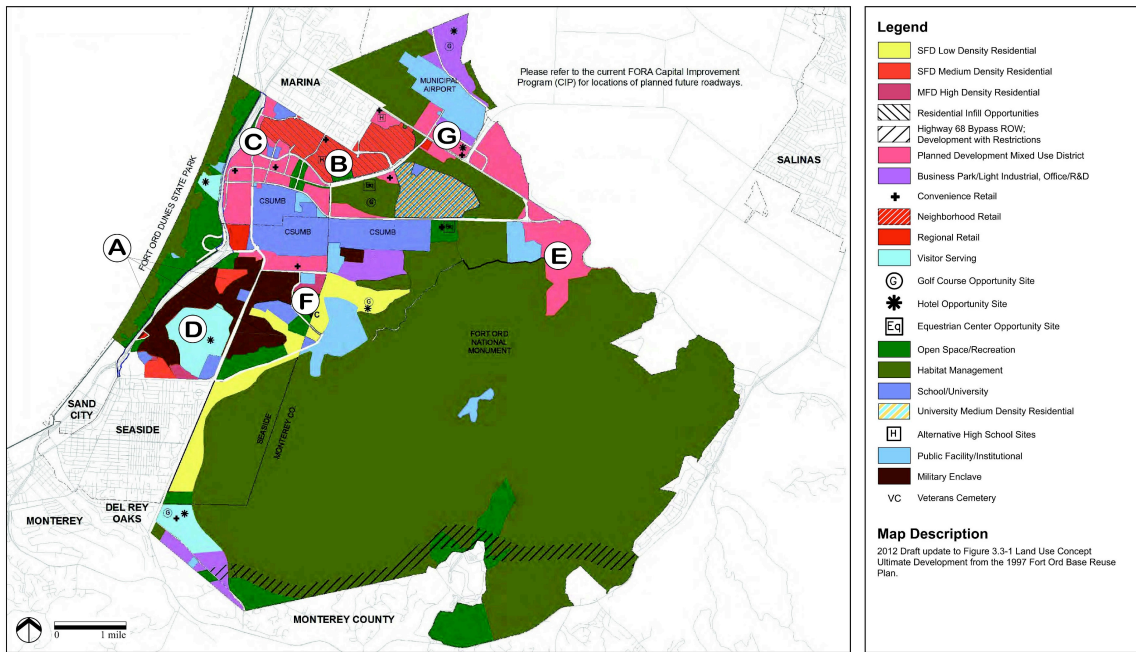 MARINA
MUNICIPAL
AIRPORT
Please refer to the current FORA Capital Improvement
Program (CIP) for locations of planned future roadways.
SALINAS
G
G
H
C
B
G
H
Eq
G
FORT ORD DUNES STATE PARK
CSUMB
CSUMB
CSUMB
A
E
F
G
C
D
FORT ORD
NATIONAL
MONUMENT
SAND
CITY
SEASIDE
SEASIDE
MONTEREY CO.
DEL REY
OAKS
MONTEREY
G
MONTEREY COUNTY
0
1 mile
Legend
SFD Low Density Residential
SFD Medium Density Residential
MFD High Density Residential
Residential Infill Opportunities
Highway 68 Bypass ROW;
Development with Restrictions
Planned Development Mixed Use District
Business Park/Light Industrial, Office/R&D
Convenience Retail
Neighborhood Retail
Regional Retail
Visitor Serving
G Golf Course Opportunity Site
Hotel Opportunity Site
Eq Equestrian Center Opportunity Site
Open Space/Recreation
Habitat Management
School/University
University Medium Density Residential
H Alternative High School Sites
Public Facility/Institutional
Military Enclave
VC Veterans Cemetery
Map Description
2012 Draft update to Figure 3.3-1 Land Use Concept
Ultimate Development from the 1997 Fort Ord Base Reuse
Plan.